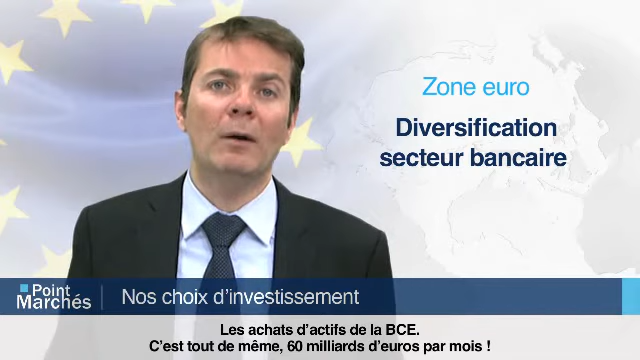 Zone euro
Diversification
secteur bancaire
Point
Marchés
Nos choix d'investissement
Les achats d'actifs de la BCE.
C'est tout de même, 60 milliards d'euros par mois !